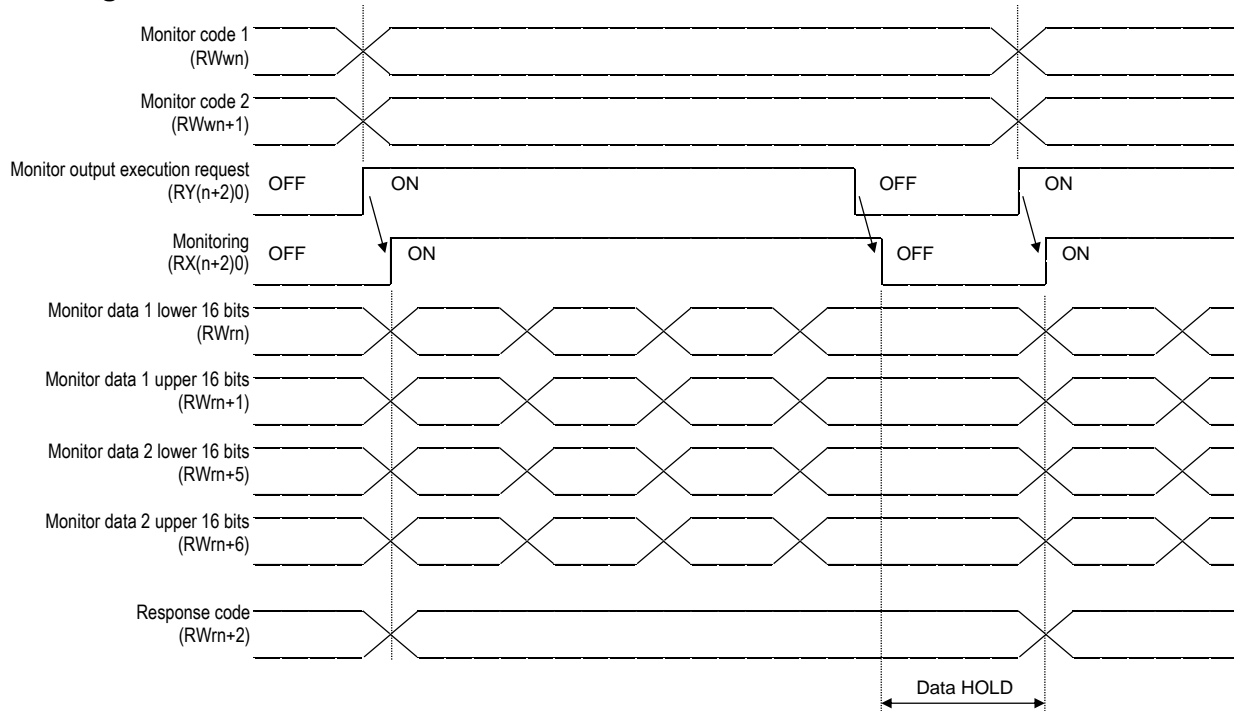 Monitor code 1
(RWwn)
Monitor code 2
(RWwn+1)
Monitor output execution request
(RY(n+2)0)
OFF
ON
OFF
ON
Monitoring
(RX(n+2)0)
OFF
ON
OFF
ON
Monitor data 1 lower 16 bits
(RWrn)
Monitor data 1 upper 16 bits
(RWrn+1)
Monitor data 2 lower 16 bits
(RWrn+5)
Monitor data 2 upper 16 bits
(RWrn+6)
Response code
(RWrn+2)
Data HOLD